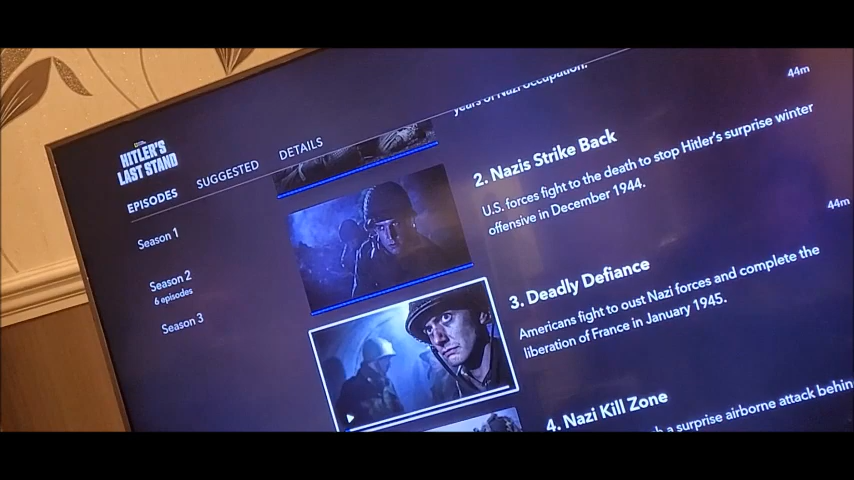 HITLER'S
LAST STAND
EPISODES
SUGGESTED
DETAILS
Season 1
Season 2
6 episodes
Season 3
years of Nazi occupation.
44m
2. Nazis Strike Back
U.S. forces fight to the death to stop Hitler's surprise winter
offensive in December 1944.
44m
3. Deadly Defiance
Americans fight to oust Nazi forces and complete the
liberation of France in January 1945.
4. Nazi Kill Zone
a surprise airborne attack behin